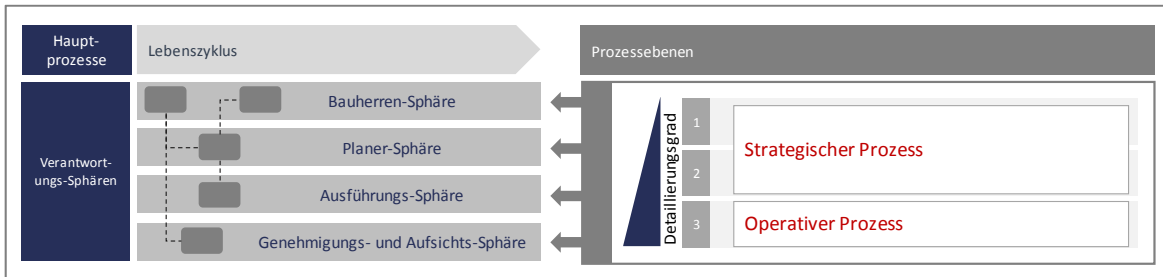 Haupt-
prozesse
Lebenszyklus
Prozessebenen
Verantwort-
ungs-Sphären
Bauherren-Sphäre
Planer-Sphäre
Ausführungs-Sphäre
Genehmigungs- und Aufsichts-Sphäre
Detaillierungsgrad
1
2
3
Strategischer Prozess
Operativer Prozess